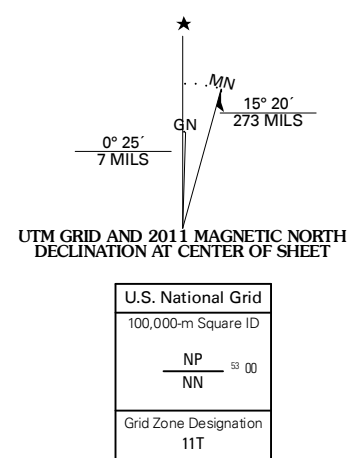 ★
MN
15° 20´
273 MILS
GN
0° 25´
7 MILS
UTM GRID AND 2011 MAGNETIC NORTH
DECLINATION AT CENTER OF SHEET
U.S. National Grid
100,000-m Square ID
NP
53 00
NN
Grid Zone Designation
11T